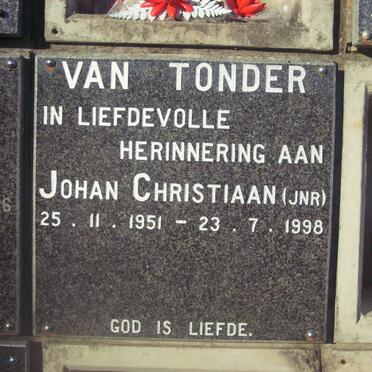 VAN TONDER
IN LIEFDEVOLLE
HERINNERING AAN
JOHAN CHRISTIAAN (JNR)
25 . 11 . 1951 – 23 . 7 . 1998
GOD IS LIEFDE.